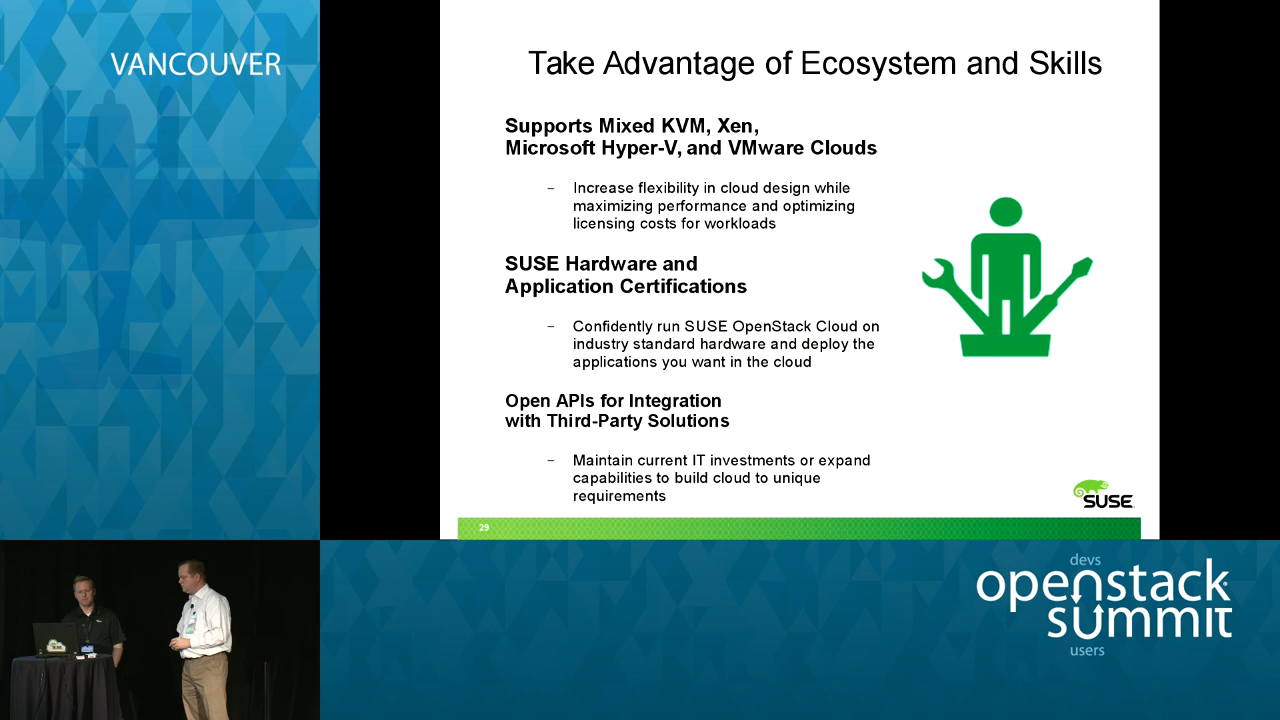 VANCOUVER
Take Advantage of Ecosystem and Skills
Supports Mixed KVM, Xen,
Microsoft Hyper-V, and VMware Clouds
– Increase flexibility in cloud design while
maximizing performance and optimizing
licensing costs for workloads
SUSE Hardware and
Application Certifications
– Confidently run SUSE OpenStack Cloud on
industry standard hardware and deploy the
applications you want in the cloud
Open APIs for Integration
with Third-Party Solutions
– Maintain current IT investments or expand
capabilities to build cloud to unique
requirements
SUSE
29
devs
openstack
summit
users